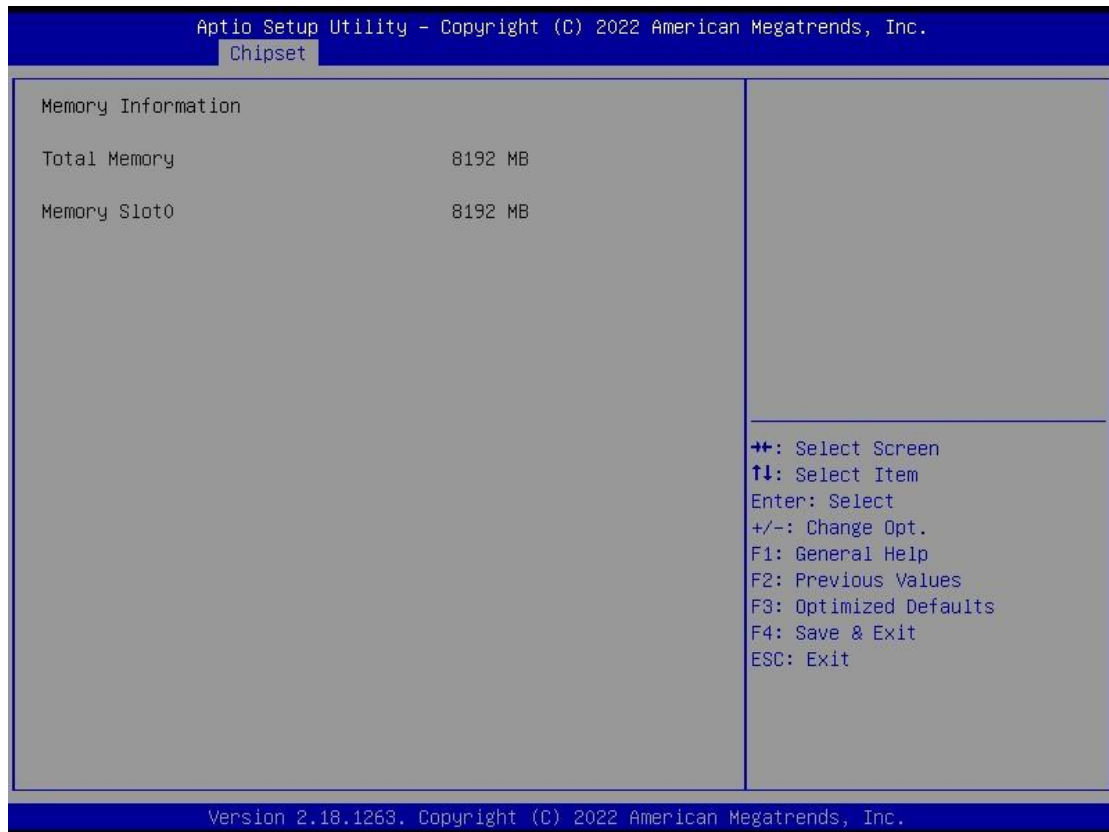 Aptio Setup Utility – Copyright (C) 2022 American Megatrends, Inc.
Chipset
Memory Information
Total Memory 8192 MB
Memory Slot0 8192 MB
→←: Select Screen
↑↓: Select Item
Enter: Select
+/-: Change Opt.
F1: General Help
F2: Previous Values
F3: Optimized Defaults
F4: Save & Exit
ESC: Exit
Version 2.18.1263. Copyright (C) 2022 American Megatrends, Inc.